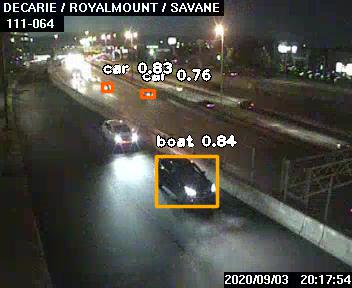 DECARIE / ROYALMOUNT / SAVANE
111-064
car 0.83
car 0.76
boat 0.84
2020/09/03 20:17:54